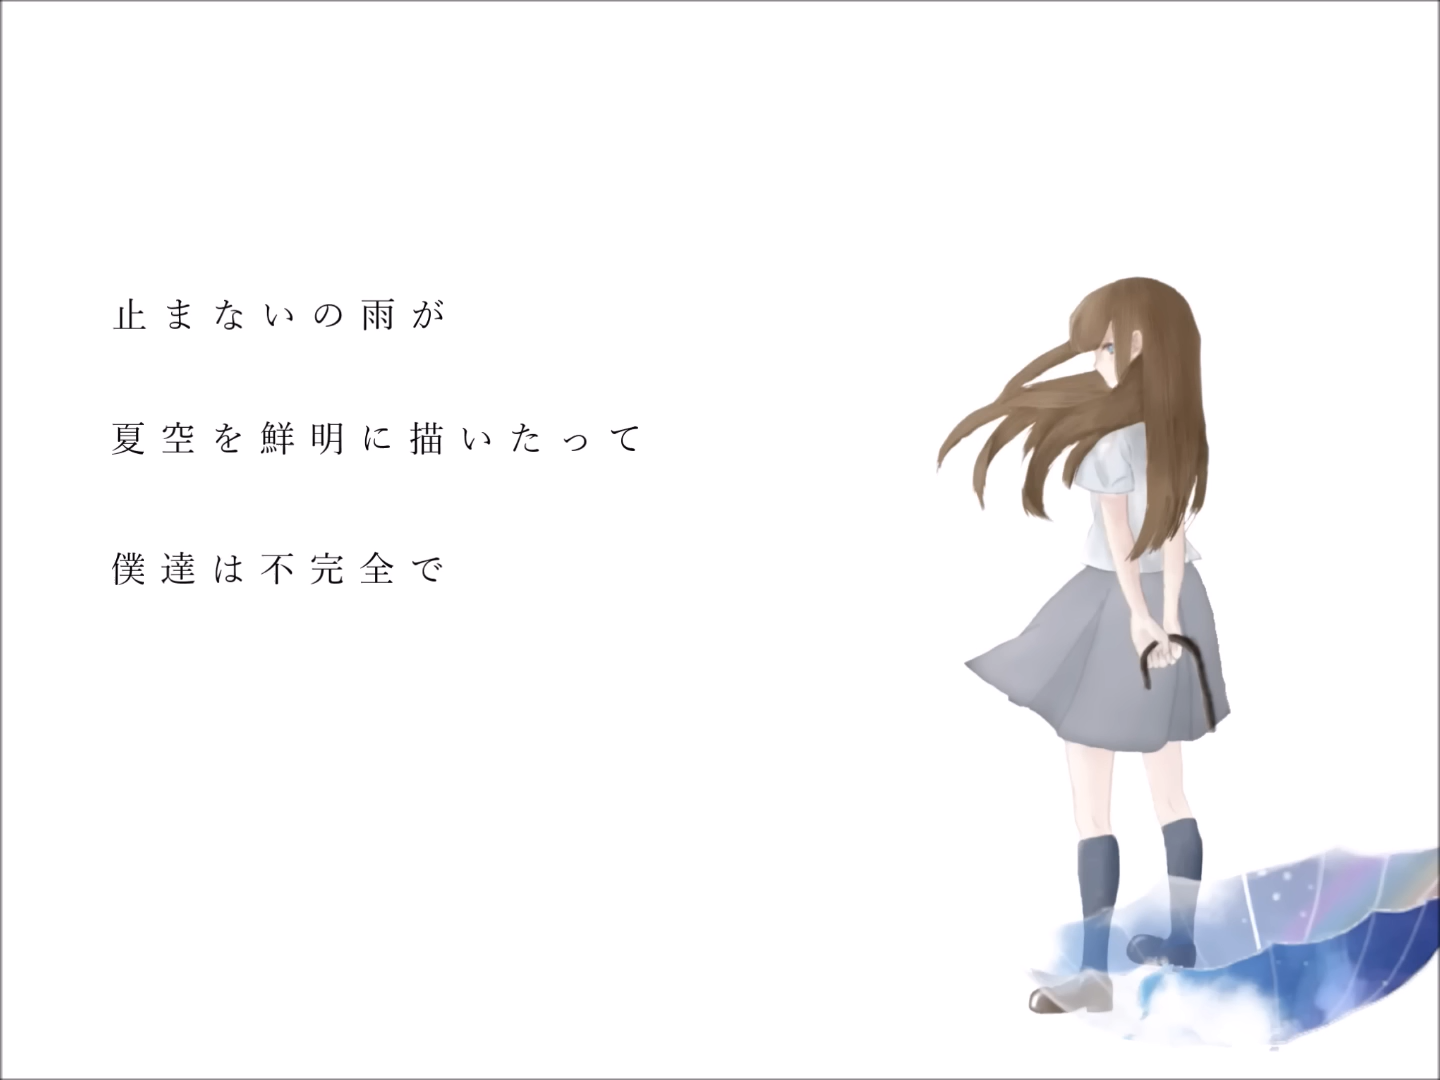 止まないの雨が
夏空を鮮明に描いたって
僕達は不完全で